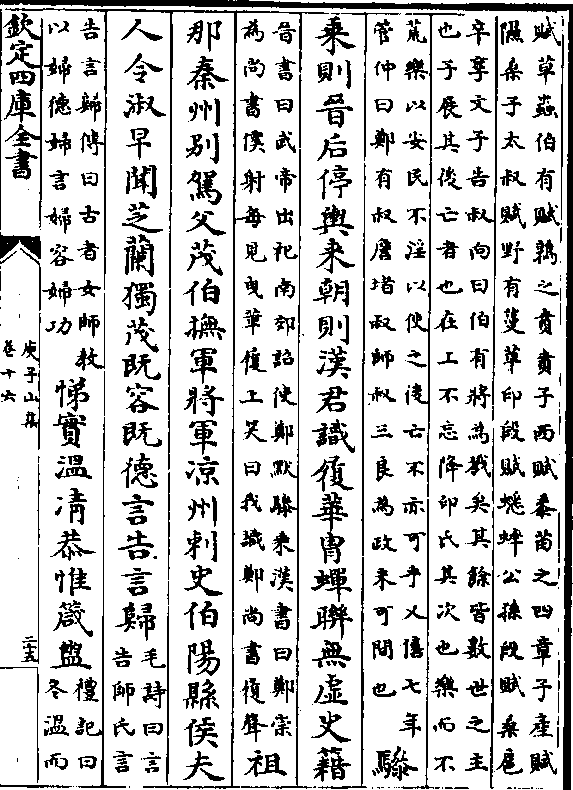 賦草蟲伯有賦鶉之賁賁子西賦黍苗之四章子產賦
隰桑子太叔賦野有蔓草印段賦蟋蟀公孫段賦桑扈
卒享文子告叔向曰伯有將為戮矣其餘皆數世之主
也子展其後亡者也在上不忘降印氏其次也樂而不
荒樂以安民不淫以使之後亡不亦可乎又僖七年
管仲曰鄭有叔詹堵叔師叔三良為政未可間也
驂
乘則晉后停輿來朝則漢君識履華胄蟬聯無虛史籍
晉書曰武帝出祀南郊詔使鄭默驂乘漢書曰鄭崇
為尚書僕射每見曳革履上笑曰我識鄭尚書履聲
祖
那秦州別駕父茂伯撫軍將軍凉州刺史伯陽縣侯夫
人令淑早聞芝蘭獨茂既容既德言告言歸
毛詩曰言
告師氏言
告言歸傳曰古者女師教
以婦德婦言婦容婦功
悌實溫凊恭惟箴盥
禮記曰
冬溫而
欽定四庫全書
庾子山集
卷十六
二十五